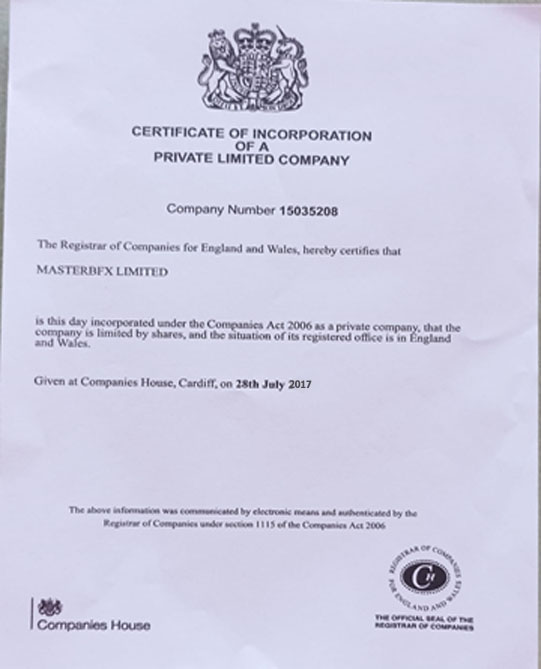 CERTIFICATE OF INCORPORATION
OF A
PRIVATE LIMITED COMPANY
Company Number 15035208
The Registrar of Companies for England and Wales, hereby certifies that
MASTERBFX LIMITED
is this day incorporated under the Companies Act 2006 as a private company, that the
company is limited by shares, and the situation of its registered office is in England
and Wales.
Given at Companies House, Cardiff, on 28th July 2017
The above information was communicated by electronic means and authenticated by the
Registrar of Companies under section 1115 of the Companies Act 2006
REGISTRAR OF COMPANIES
FOR ENGLAND AND WALES
CH
THE OFFICIAL SEAL OF THE
REGISTRAR OF COMPANIES
Companies House